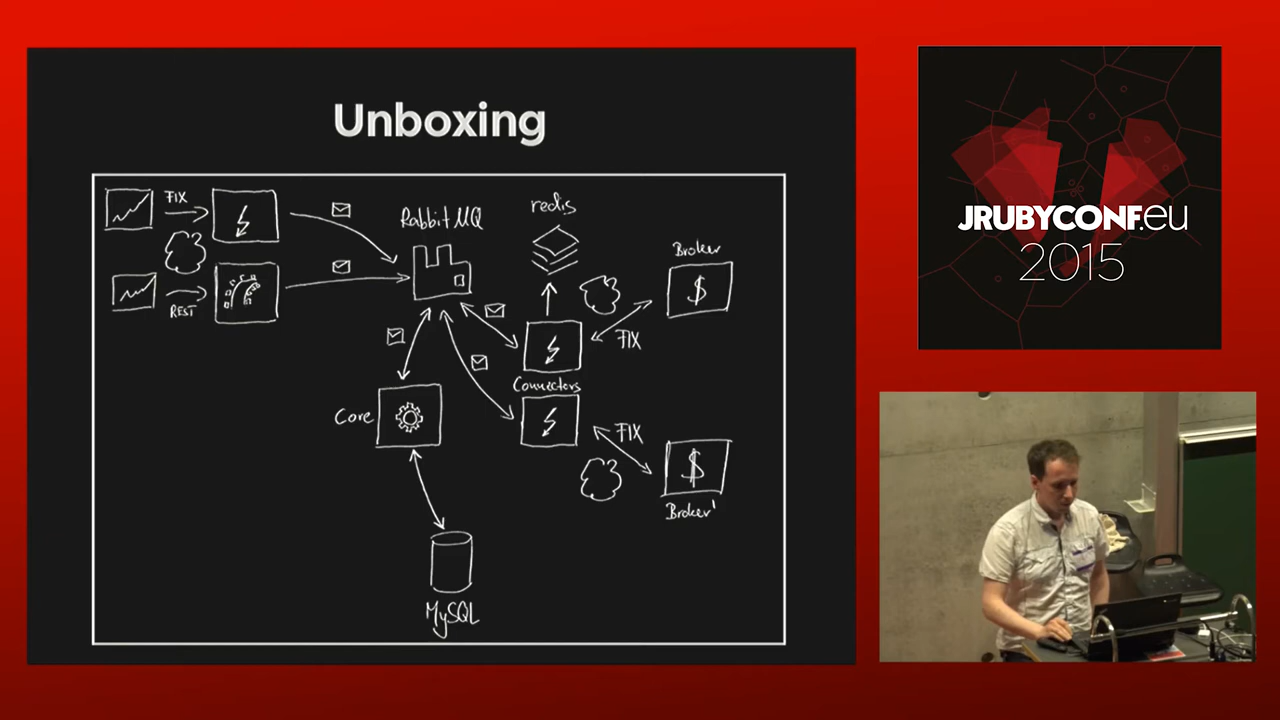 Unboxing
FIX
REST
RabbitMQ
redis
Broker
$
FIX
Connectors
Core
FIX
$
Broker'
MySQL
JRUBYCONF.eu
2015